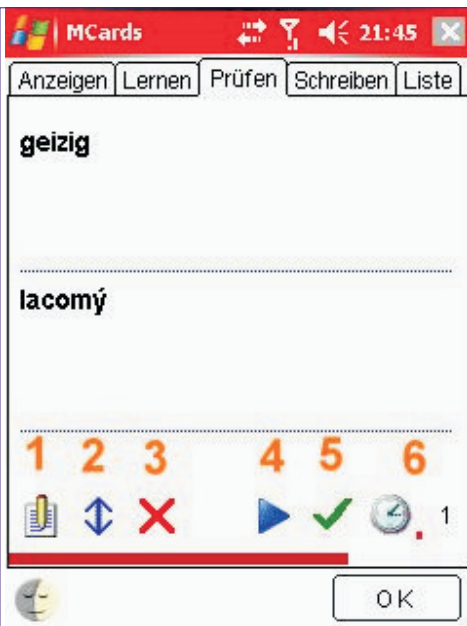 MCards 21:45
Anzeigen Lernen Prüfen Schreiben Liste
geizig
lacomý
1 2 3 4 5 6
1
OK